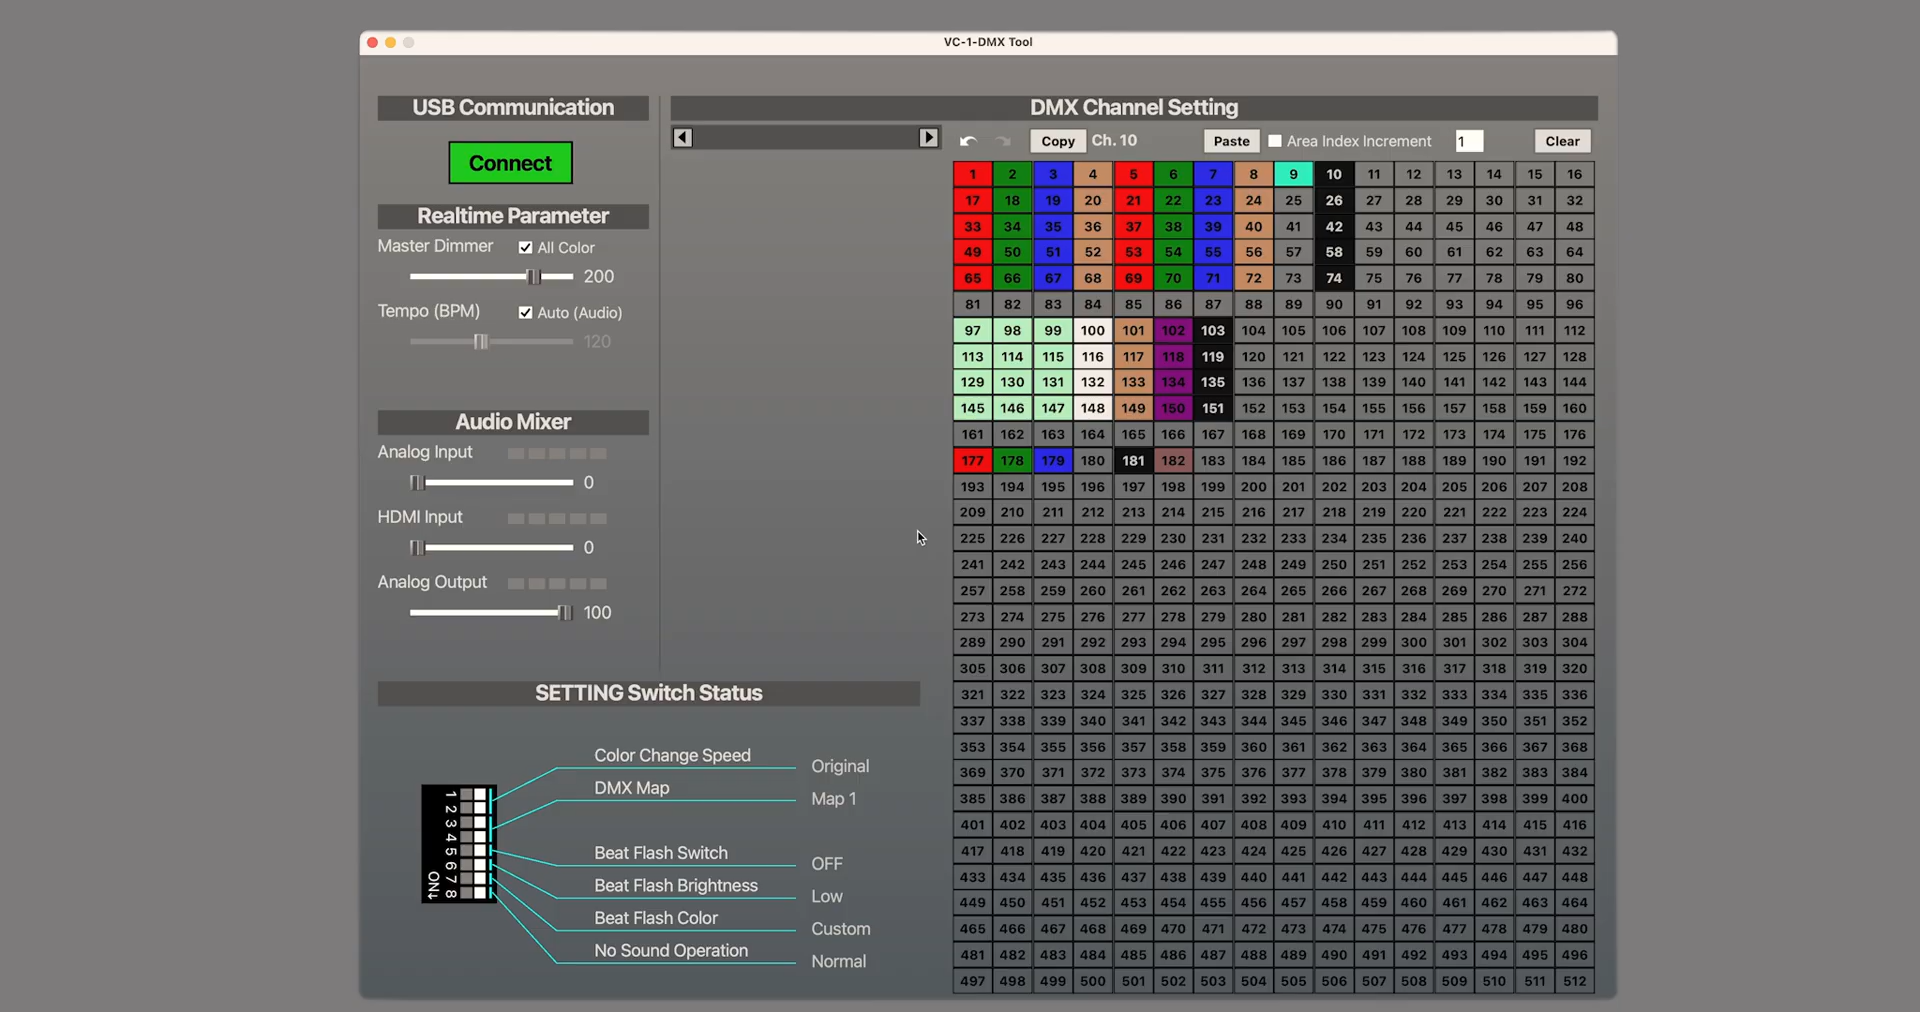 VC-1-DMX Tool
USB Communication
Connect
Realtime Parameter
Master Dimmer
All Color
200
Tempo (BPM)
Auto (Audio)
120
Audio Mixer
Analog Input
0
HDMI Input
0
Analog Output
100
SETTING Switch Status
1 2 3 4 5 6 7 8
ON↓
Color Change Speed
Original
DMX Map
Map 1
Beat Flash Switch
OFF
Beat Flash Brightness
Low
Beat Flash Color
Custom
No Sound Operation
Normal
DMX Channel Setting
Copy Ch. 10 Paste Area Index Increment 1 Clear
1 2 3 4 5 6 7 8 9 10 11 12 13 14 15 16
17 18 19 20 21 22 23 24 25 26 27 28 29 30 31 32
33 34 35 36 37 38 39 40 41 42 43 44 45 46 47 48
49 50 51 52 53 54 55 56 57 58 59 60 61 62 63 64
65 66 67 68 69 70 71 72 73 74 75 76 77 78 79 80
81 82 83 84 85 86 87 88 89 90 91 92 93 94 95 96
97 98 99 100 101 102 103 104 105 106 107 108 109 110 111 112
113 114 115 116 117 118 119 120 121 122 123 124 125 126 127 128
129 130 131 132 133 134 135 136 137 138 139 140 141 142 143 144
145 146 147 148 149 150 151 152 153 154 155 156 157 158 159 160
161 162 163 164 165 166 167 168 169 170 171 172 173 174 175 176
177 178 179 180 181 182 183 184 185 186 187 188 189 190 191 192
193 194 195 196 197 198 199 200 201 202 203 204 205 206 207 208
209 210 211 212 213 214 215 216 217 218 219 220 221 222 223 224
225 226 227 228 229 230 231 232 233 234 235 236 237 238 239 240
241 242 243 244 245 246 247 248 249 250 251 252 253 254 255 256
257 258 259 260 261 262 263 264 265 266 267 268 269 270 271 272
273 274 275 276 277 278 279 280 281 282 283 284 285 286 287 288
289 290 291 292 293 294 295 296 297 298 299 300 301 302 303 304
305 306 307 308 309 310 311 312 313 314 315 316 317 318 319 320
321 322 323 324 325 326 327 328 329 330 331 332 333 334 335 336
337 338 339 340 341 342 343 344 345 346 347 348 349 350 351 352
353 354 355 356 357 358 359 360 361 362 363 364 365 366 367 368
369 370 371 372 373 374 375 376 377 378 379 380 381 382 383 384
385 386 387 388 389 390 391 392 393 394 395 396 397 398 399 400
401 402 403 404 405 406 407 408 409 410 411 412 413 414 415 416
417 418 419 420 421 422 423 424 425 426 427 428 429 430 431 432
433 434 435 436 437 438 439 440 441 442 443 444 445 446 447 448
449 450 451 452 453 454 455 456 457 458 459 460 461 462 463 464
465 466 467 468 469 470 471 472 473 474 475 476 477 478 479 480
481 482 483 484 485 486 487 488 489 490 491 492 493 494 495 496
497 498 499 500 501 502 503 504 505 506 507 508 509 510 511 512